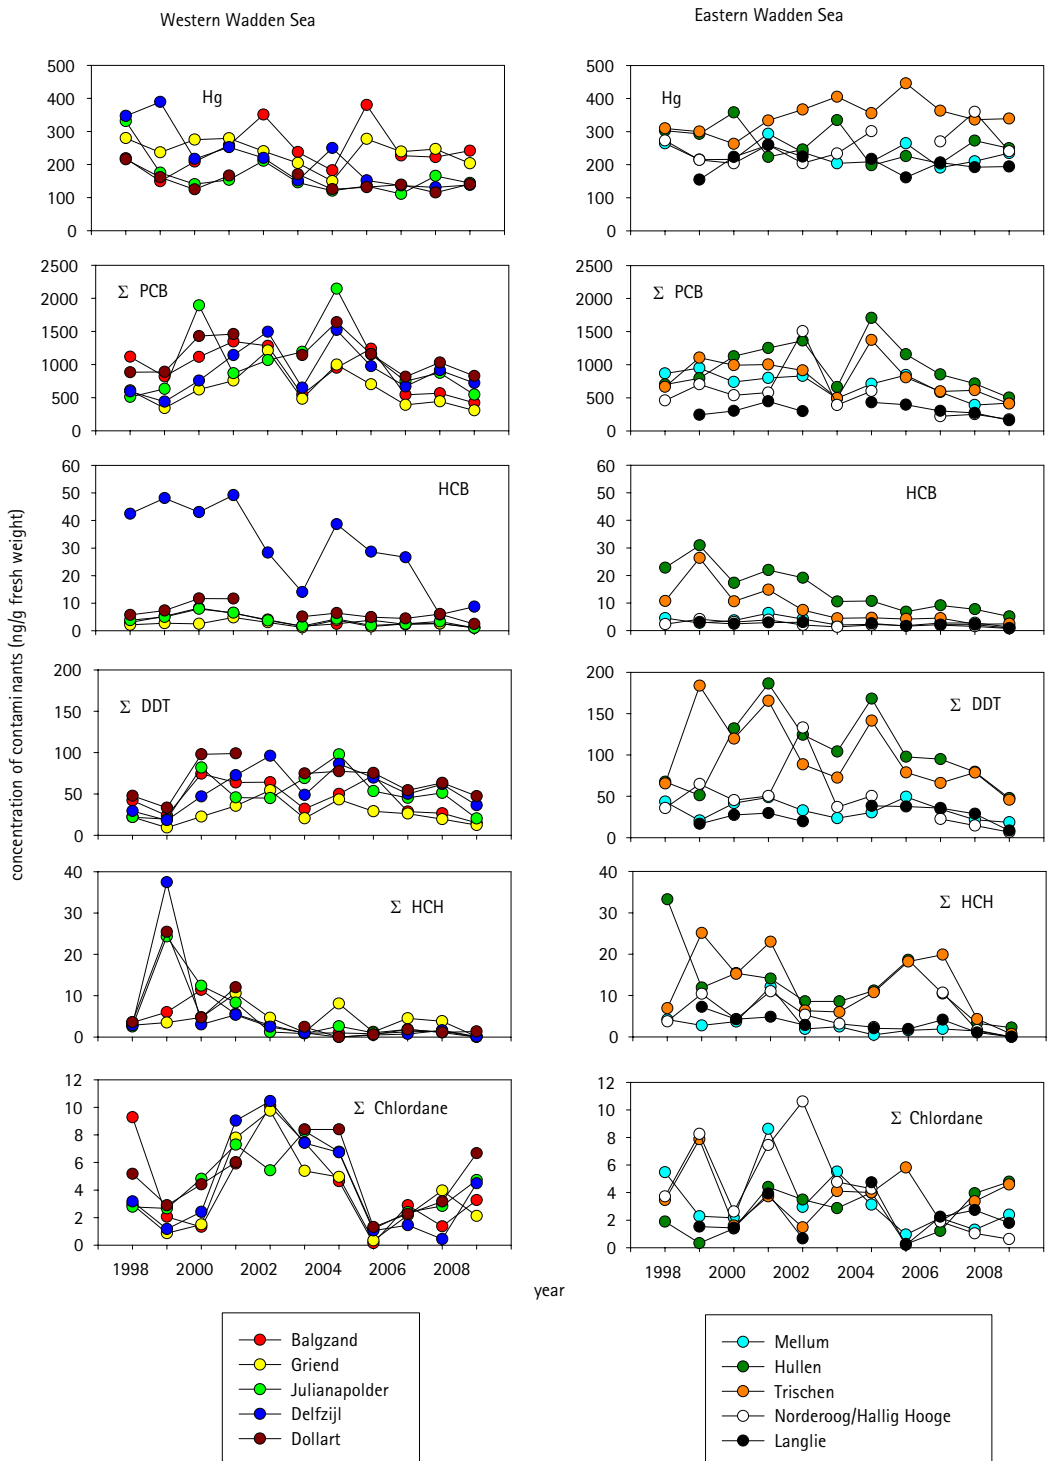 Western Wadden Sea
Eastern Wadden Sea
concentration of contaminants (ng/g fresh weight)
Hg
500
400
300
200
100
0
Hg
500
400
300
200
100
0
Σ PCB
2500
2000
1500
1000
500
0
Σ PCB
2500
2000
1500
1000
500
0
HCB
60
50
40
30
20
10
0
HCB
60
50
40
30
20
10
0
Σ DDT
200
150
100
50
0
Σ DDT
200
150
100
50
0
Σ HCH
40
30
20
10
0
Σ HCH
40
30
20
10
0
Σ Chlordane
12
10
8
6
4
2
0
Σ Chlordane
12
10
8
6
4
2
0
1998 2000 2002 2004 2006 2008
1998 2000 2002 2004 2006 2008
year
Balgzand
Griend
Julianapolder
Delfzijl
Dollart
Mellum
Hullen
Trischen
Norderoog/Hallig Hooge
Langlie